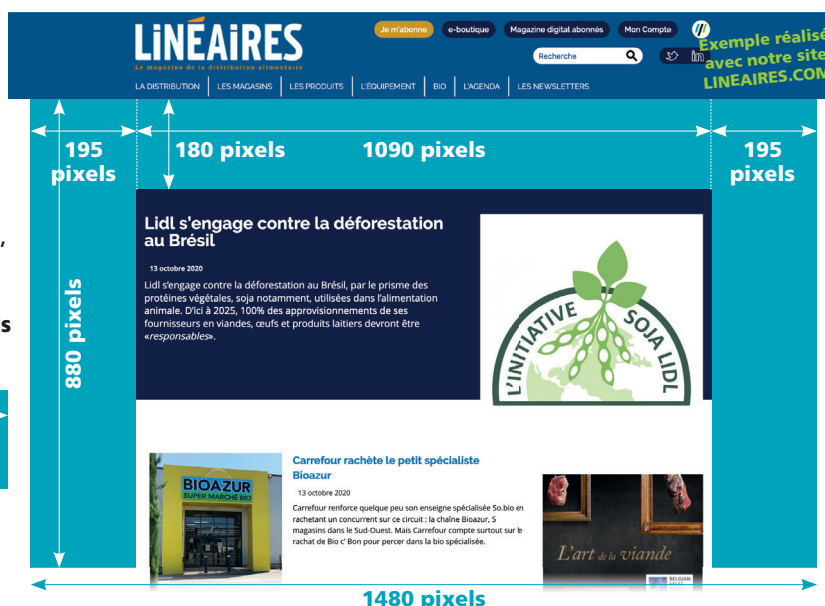 LiNÉAiRES
Le magazine de la distribution alimentaire
Je m'abonne
e-boutique
Magazine digital abonnés
Mon Compte
Recherche
in
Exemple réalisé
avec notre site
LINEAIRES.COM
LA DISTRIBUTION
LES MAGASINS
LES PRODUITS
L'ÉQUIPEMENT
BIO
L'AGENDA
LES NEWSLETTERS
195
pixels
180 pixels
1090 pixels
195
pixels
880 pixels
Lidl s'engage contre la déforestation
au Brésil
13 octobre 2020
Lidl s'engage contre la déforestation au Brésil, par le prisme des
protéines végétales, soja notamment, utilisées dans l'alimentation
animale. D'ici à 2025, 100% des approvisionnements de ses
fournisseurs en viandes, œufs et produits laitiers devront être
«responsables».
L'INITIATIVE SOJA LIDL
BIOAZUR
SUPER MARCHÉ BIO
Carrefour rachète le petit spécialiste
Bioazur
13 octobre 2020
Carrefour renforce quelque peu son enseigne spécialisée So.bio en
rachetant un concurrent sur ce circuit : la chaîne Bioazur, 5
magasins dans le Sud-Ouest. Mais Carrefour compte surtout sur le
rachat de Bio c' Bon pour percer dans la bio spécialisée.
L'art de la viande
BELGIAN
MEAT
1480 pixels